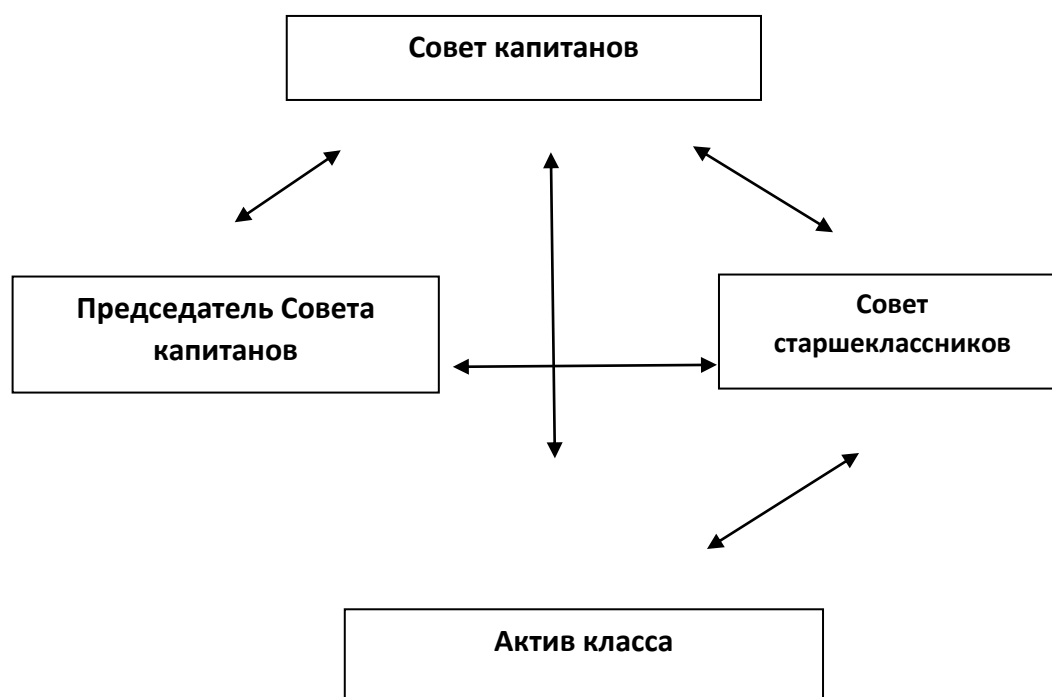 Совет капитанов
Председатель Совета
капитанов
Совет
старшеклассников
Актив класса